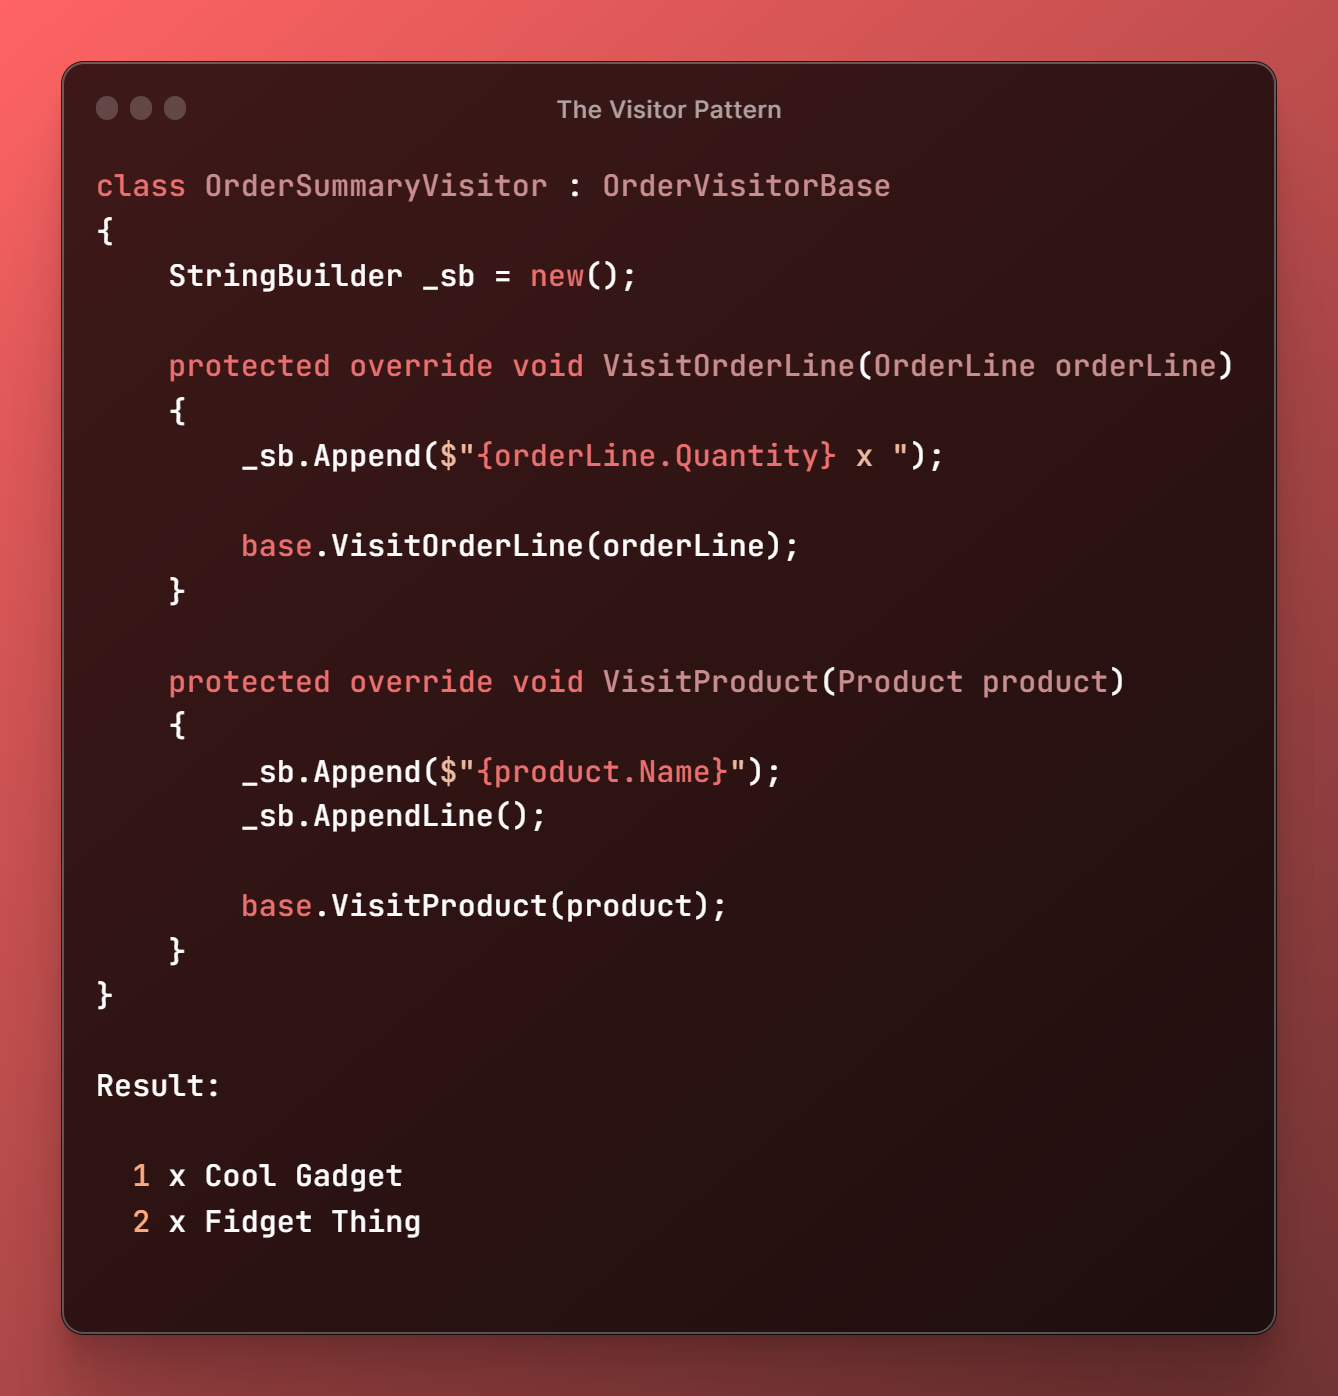 The Visitor Pattern
class OrderSummaryVisitor : OrderVisitorBase
{
    StringBuilder _sb = new();

    protected override void VisitOrderLine(OrderLine orderLine)
    {
        _sb.Append($"{orderLine.Quantity} x ");

        base.VisitOrderLine(orderLine);
    }

    protected override void VisitProduct(Product product)
    {
        _sb.Append($"{product.Name}");
        _sb.AppendLine();

        base.VisitProduct(product);
    }
}

Result:

  1 x Cool Gadget
  2 x Fidget Thing